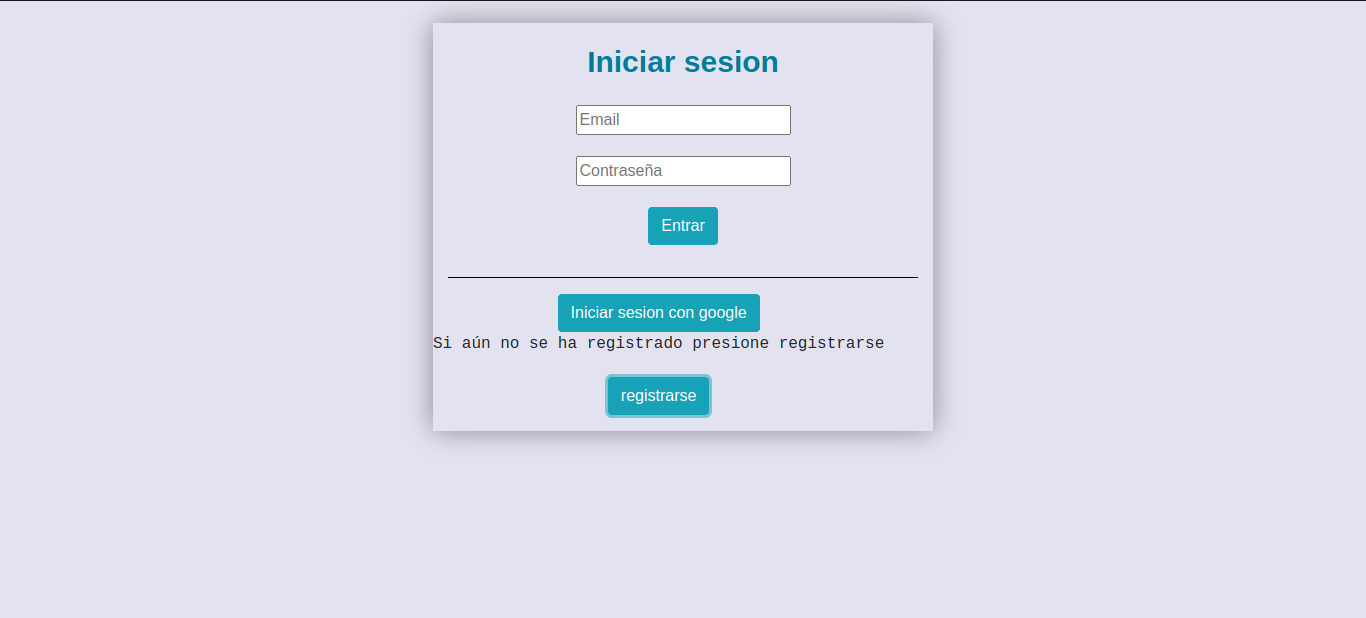 Iniciar sesion
Email
Contraseña
Entrar
Iniciar sesion con google
Si aún no se ha registrado presione registrarse
registrarse